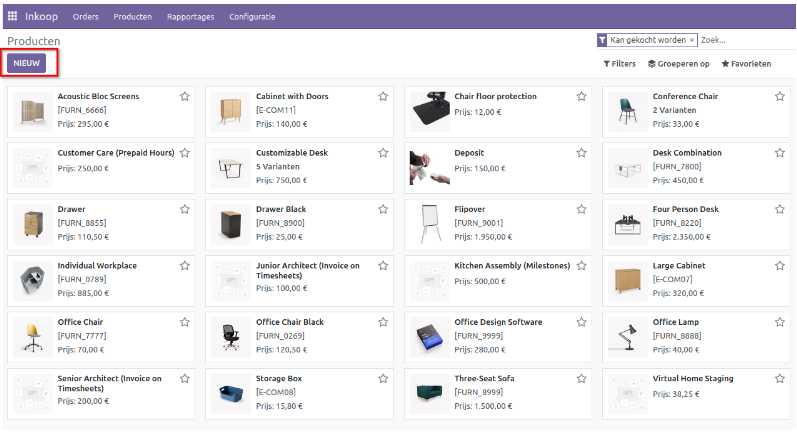 Inkoop Orders Producten Rapportages Configuratie
Producten
Kan gekocht worden × Zoek...
NIEUW
Filters Groeperen op Favorieten
Acoustic Bloc Screens
[FURN_6666]
Prijs: 295,00 €
Cabinet with Doors
[E-COM11]
Prijs: 140,00 €
Chair floor protection
Prijs: 12,00 €
Conference Chair
2 Varianten
Prijs: 33,00 €
Customer Care (Prepaid Hours)
Prijs: 250,00 €
Customizable Desk
5 Varianten
Prijs: 750,00 €
Deposit
Prijs: 150,00 €
Desk Combination
[FURN_7800]
Prijs: 450,00 €
Drawer
[FURN_8855]
Prijs: 110,50 €
Drawer Black
[FURN_8900]
Prijs: 25,00 €
Flipover
[FURN_9001]
Prijs: 1.950,00 €
Four Person Desk
[FURN_8220]
Prijs: 2.350,00 €
Individual Workplace
[FURN_0789]
Prijs: 885,00 €
Junior Architect (Invoice on
Timesheets)
Prijs: 100,00 €
Kitchen Assembly (Milestones)
Prijs: 500,00 €
Large Cabinet
[E-COM07]
Prijs: 320,00 €
Office Chair
[FURN_7777]
Prijs: 70,00 €
Office Chair Black
[FURN_0269]
Prijs: 120,50 €
Office Design Software
[FURN_9999]
Prijs: 280,00 €
Office Lamp
[FURN_8888]
Prijs: 40,00 €
Senior Architect (Invoice on
Timesheets)
Prijs: 200,00 €
Storage Box
[E-COM08]
Prijs: 15,80 €
Three-Seat Sofa
[FURN_8999]
Prijs: 1.500,00 €
Virtual Home Staging
Prijs: 38,25 €